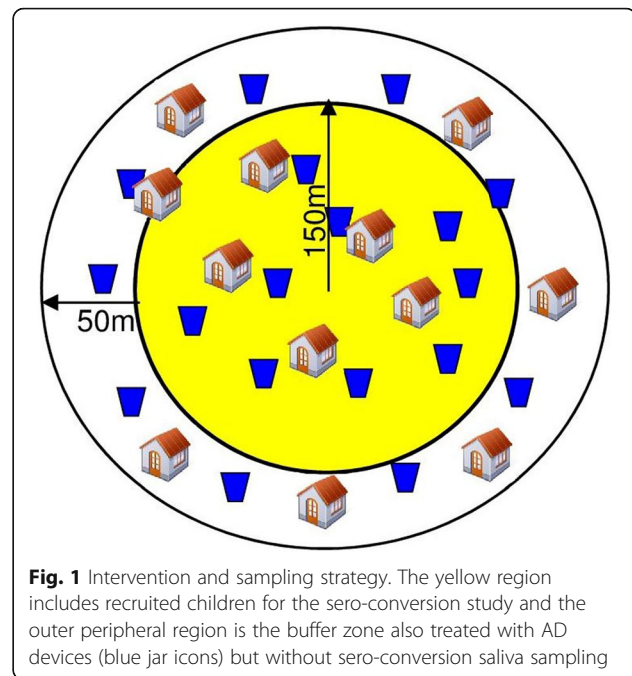 150m
50m
Fig. 1 Intervention and sampling strategy. The yellow region
includes recruited children for the sero-conversion study and the
outer peripheral region is the buffer zone also treated with AD
devices (blue jar icons) but without sero-conversion saliva sampling